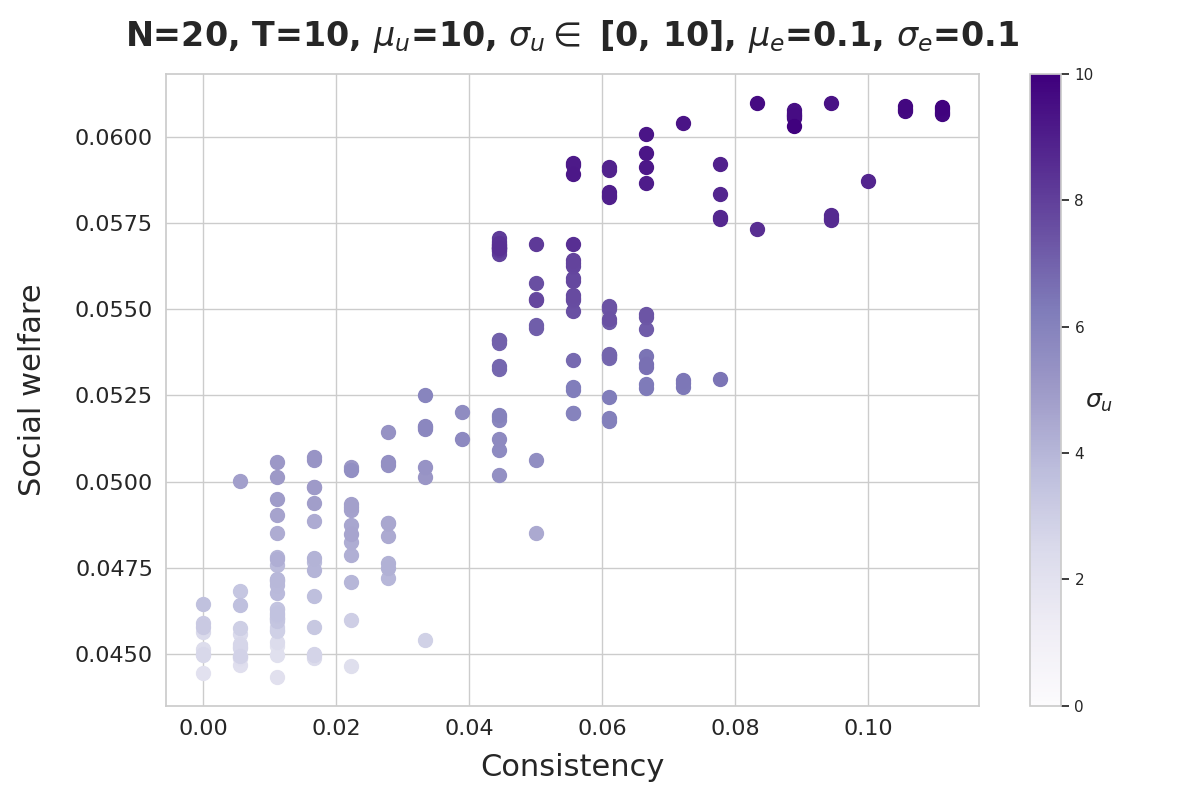 N=20, T=10, μ_u=10, σ_u ∈ [0, 10], μ_e=0.1, σ_e=0.1
0.0600
0.0575
0.0550
0.0525
0.0500
0.0475
0.0450
Social welfare
0.00 0.02 0.04 0.06 0.08 0.10
Consistency
10
8
6
4
2
0
σ_u